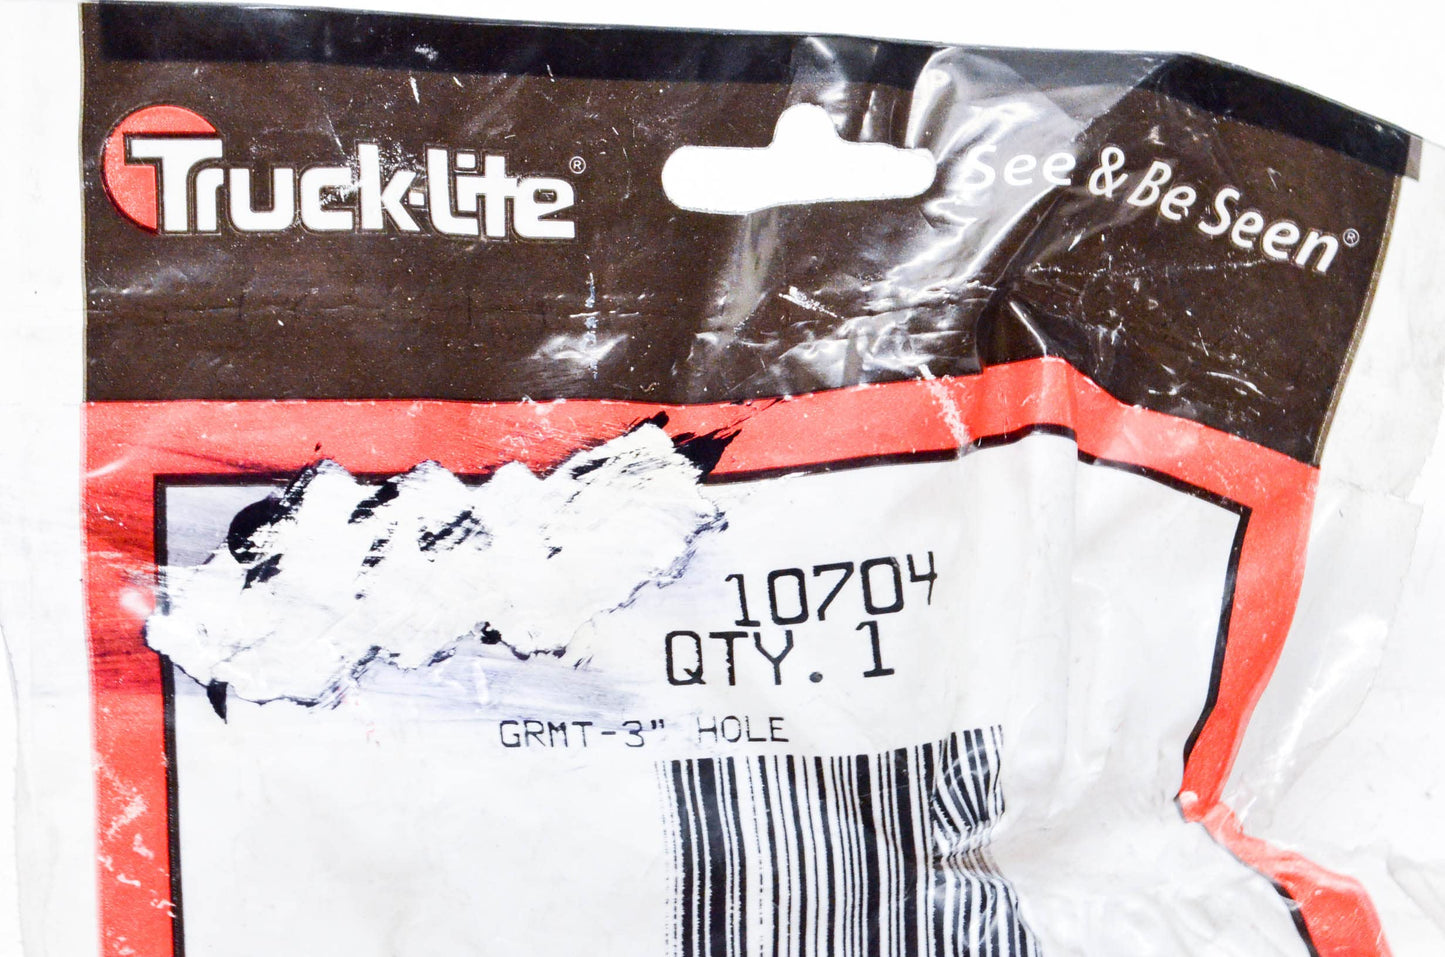 Truck-Lite®
See & Be Seen®
10704
QTY. 1
GRMT-3" HOLE